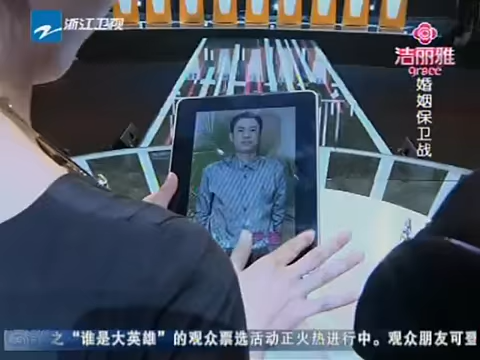 浙江卫视
洁丽雅
grace
婚姻保卫战
之“谁是大英雄”的观众票选活动正火热进行中。观众朋友可登